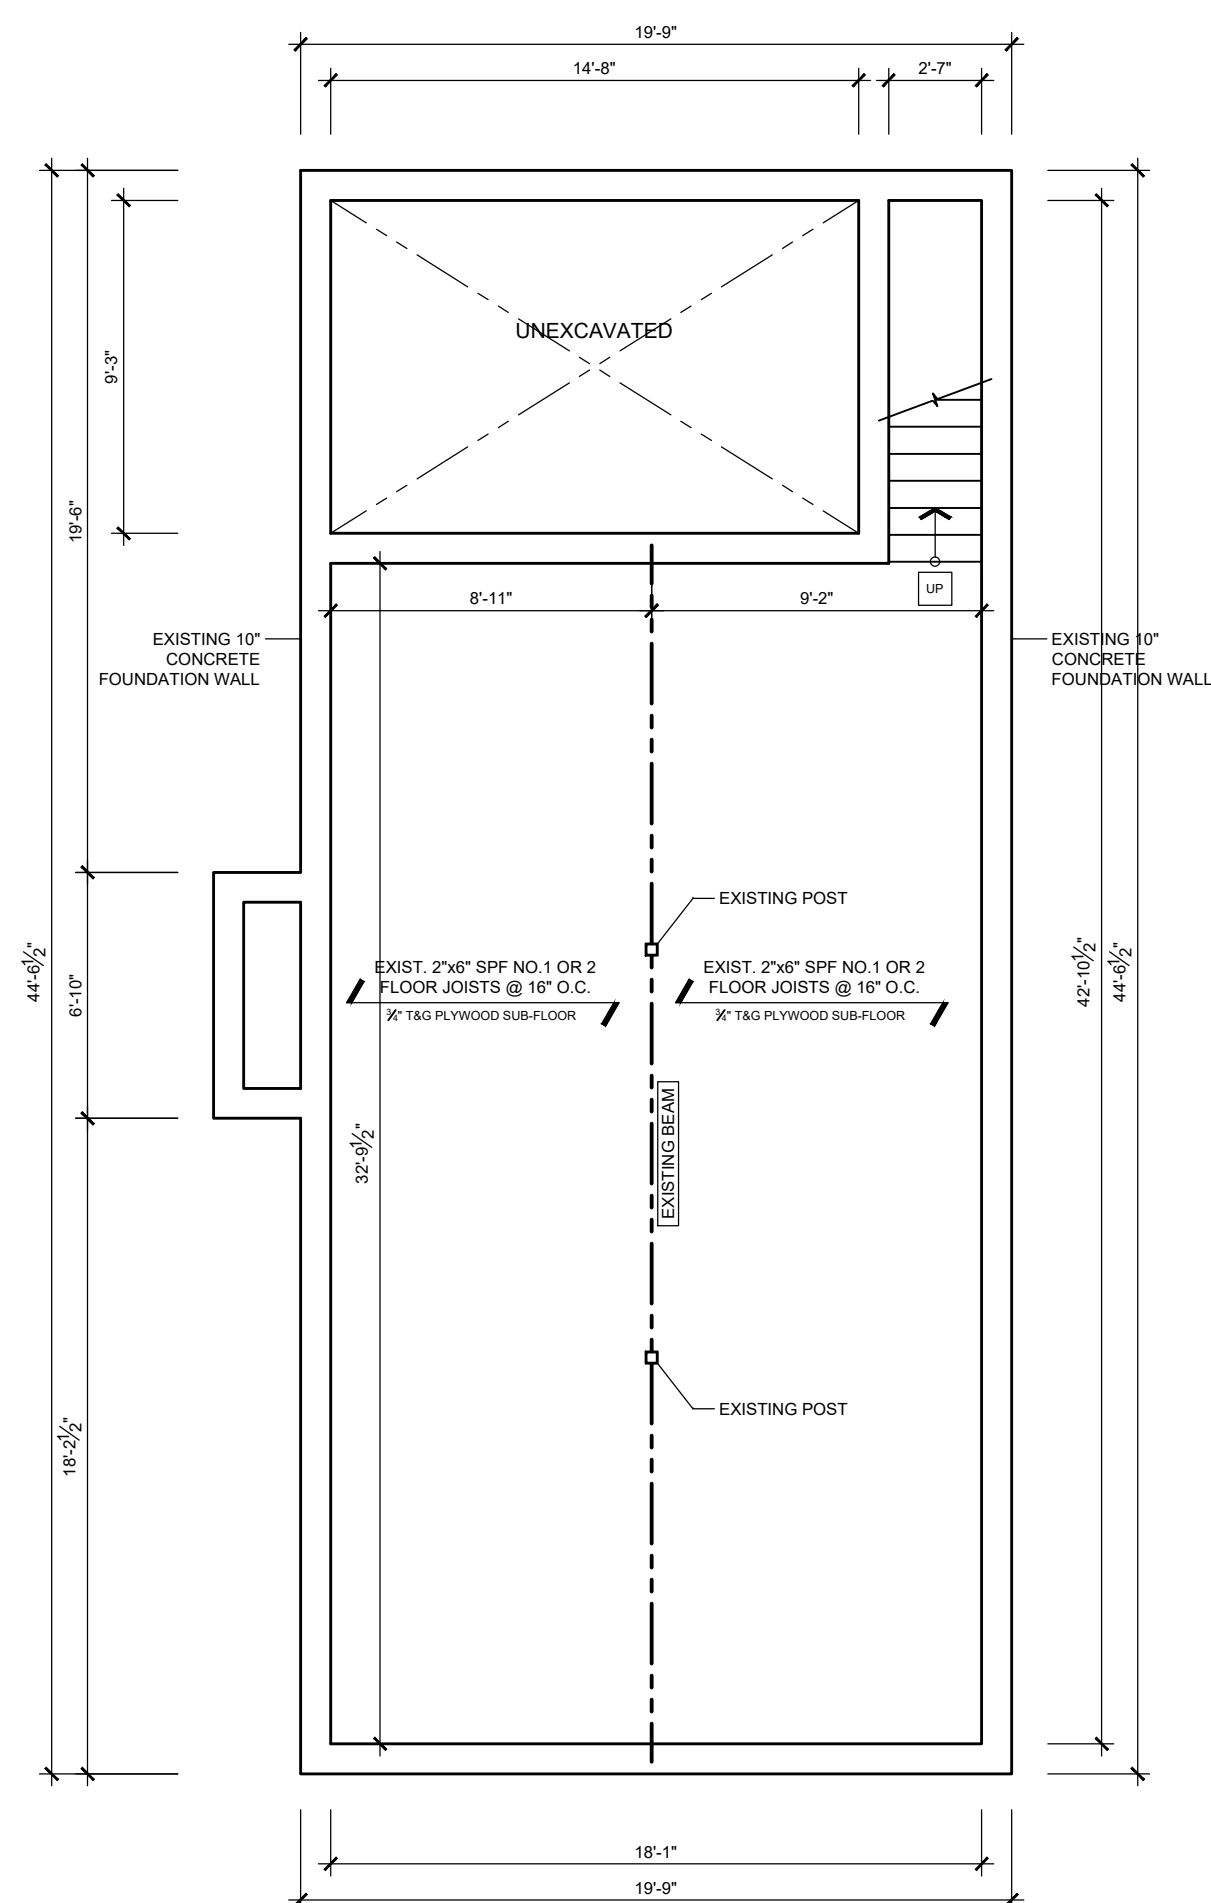 19'-9"
14'-8"
2'-7"
UNEXCAVATED
9'-3"
19'-6"
8'-11"
9'-2"
UP
EXISTING 10"
CONCRETE
FOUNDATION WALL
EXISTING 10"
CONCRETE
FOUNDATION WALL
EXISTING POST
44'-6½"
6'-10"
EXIST. 2"x6" SPF NO.1 OR 2
FLOOR JOISTS @ 16" O.C.
¾" T&G PLYWOOD SUB-FLOOR
EXIST. 2"x6" SPF NO.1 OR 2
FLOOR JOISTS @ 16" O.C.
¾" T&G PLYWOOD SUB-FLOOR
42'-10½"
44'-6½"
32'-9½"
EXISTING BEAM
EXISTING POST
18'-2½"
18'-1"
19'-9"